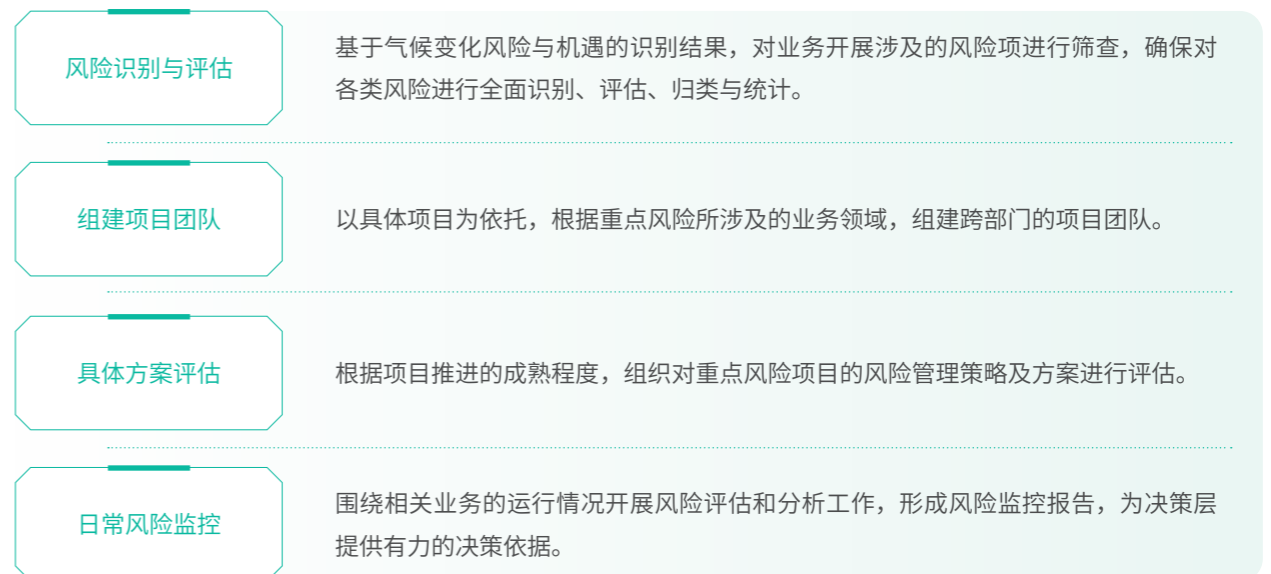 风险识别与评估
基于气候变化风险与机遇的识别结果，对业务开展涉及的风险项进行筛查，确保对
各类风险进行全面识别、评估、归类与统计。
组建项目团队
以具体项目为依托，根据重点风险所涉及的业务领域，组建跨部门的项目团队。
具体方案评估
根据项目推进的成熟程度，组织对重点风险项目的风险管理策略及方案进行评估。
日常风险监控
围绕相关业务的运行情况开展风险评估和分析工作，形成风险监控报告，为决策层
提供有力的决策依据。